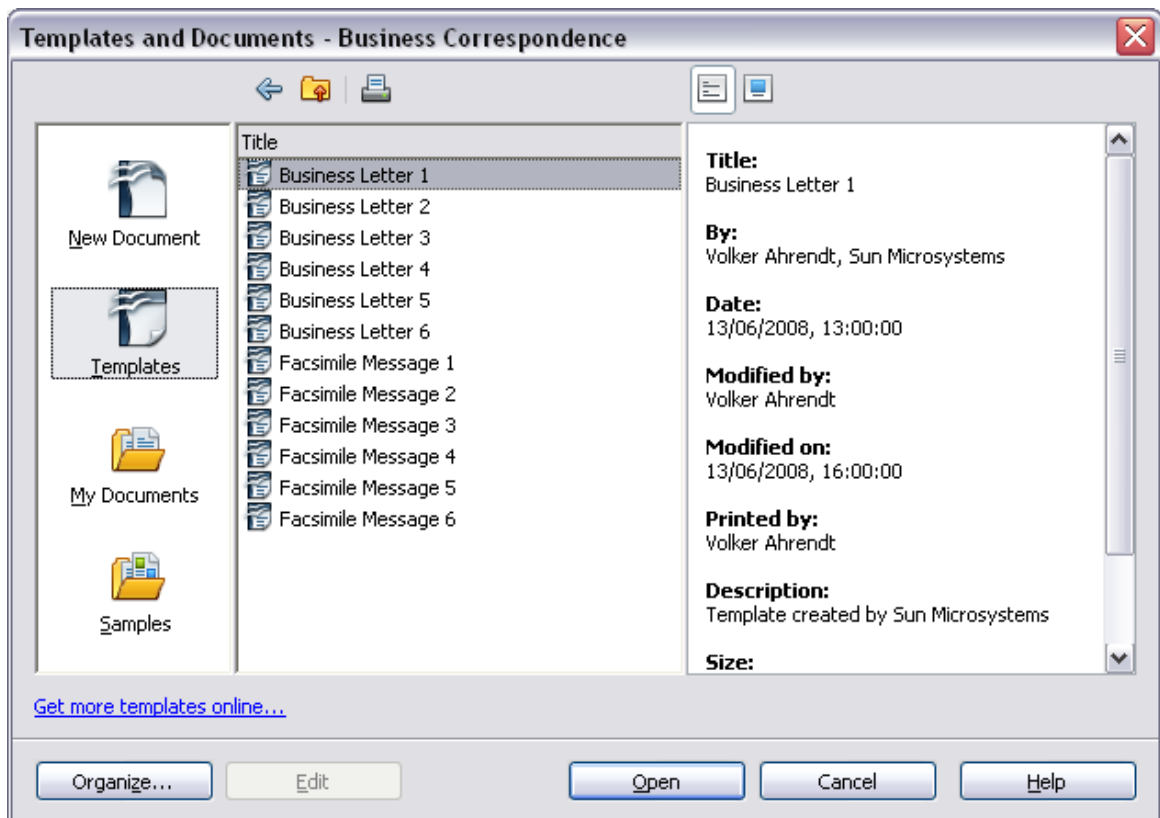 Templates and Documents - Business Correspondence
New Document
Templates
My Documents
Samples
Title
Business Letter 1
Business Letter 2
Business Letter 3
Business Letter 4
Business Letter 5
Business Letter 6
Facsimile Message 1
Facsimile Message 2
Facsimile Message 3
Facsimile Message 4
Facsimile Message 5
Facsimile Message 6
Title:
Business Letter 1
By:
Volker Ahrendt, Sun Microsystems
Date:
13/06/2008, 13:00:00
Modified by:
Volker Ahrendt
Modified on:
13/06/2008, 16:00:00
Printed by:
Volker Ahrendt
Description:
Template created by Sun Microsystems
Size:
Get more templates online...
Organize...
Edit
Open
Cancel
Help